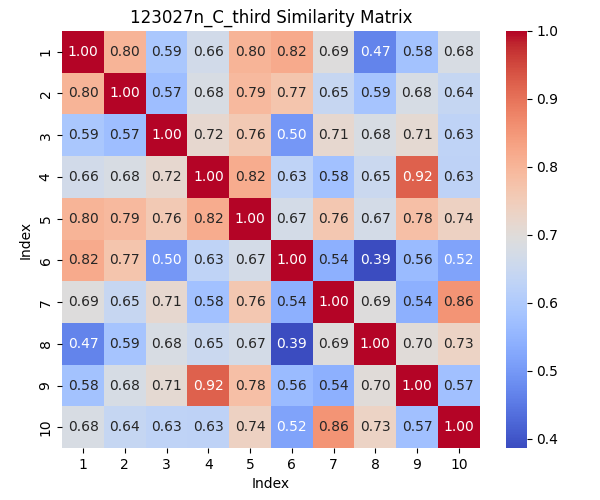 123027n_C_third Similarity Matrix
1 1.00 0.80 0.59 0.66 0.80 0.82 0.69 0.47 0.58 0.68
2 0.80 1.00 0.57 0.68 0.79 0.77 0.65 0.59 0.68 0.64
3 0.59 0.57 1.00 0.72 0.76 0.50 0.71 0.68 0.71 0.63
4 0.66 0.68 0.72 1.00 0.82 0.63 0.58 0.65 0.92 0.63
5 0.80 0.79 0.76 0.82 1.00 0.67 0.76 0.67 0.78 0.74
6 0.82 0.77 0.50 0.63 0.67 1.00 0.54 0.39 0.56 0.52
7 0.69 0.65 0.71 0.58 0.76 0.54 1.00 0.69 0.54 0.86
8 0.47 0.59 0.68 0.65 0.67 0.39 0.69 1.00 0.70 0.73
9 0.58 0.68 0.71 0.92 0.78 0.56 0.54 0.70 1.00 0.57
10 0.68 0.64 0.63 0.63 0.74 0.52 0.86 0.73 0.57 1.00
1 2 3 4 5 6 7 8 9 10
Index
Index
1.0
0.9
0.8
0.7
0.6
0.5
0.4